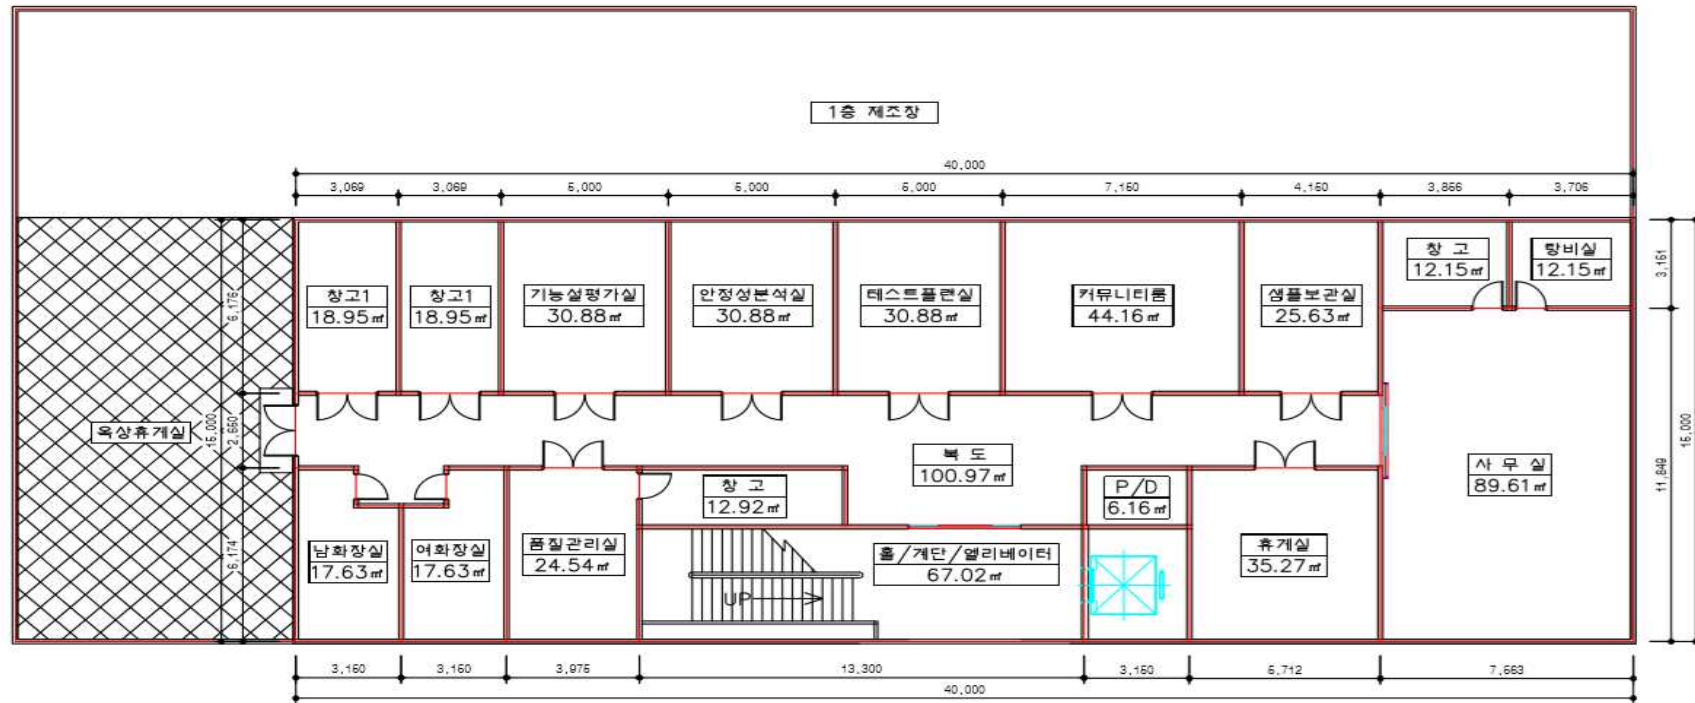 1층 제조장
40,000
3,069 3,069 5,000 5,000 5,000 7,150 4,150 3,856 3,706
창고1 18.95㎡
창고1 18.95㎡
기능설평가실 30.88㎡
안정성분석실 30.88㎡
테스트플랜실 30.88㎡
커뮤니티룸 44.16㎡
샘플보관실 25.63㎡
창 고 12.15㎡
탕비실 12.15㎡
3,151
6,176
옥상휴게실
15,000
2,650
6,174
복 도 100.97㎡
사 무 실 89.61㎡
11,849
15,000
창 고 12.92㎡
P/D 6.16㎡
남화장실 17.63㎡
여화장실 17.63㎡
품질관리실 24.54㎡
홀/계단/엘리베이터 67.02㎡
휴게실 35.27㎡
UP
3,150 3,150 3,975 13,300 3,150 5,712 7,563
40,000